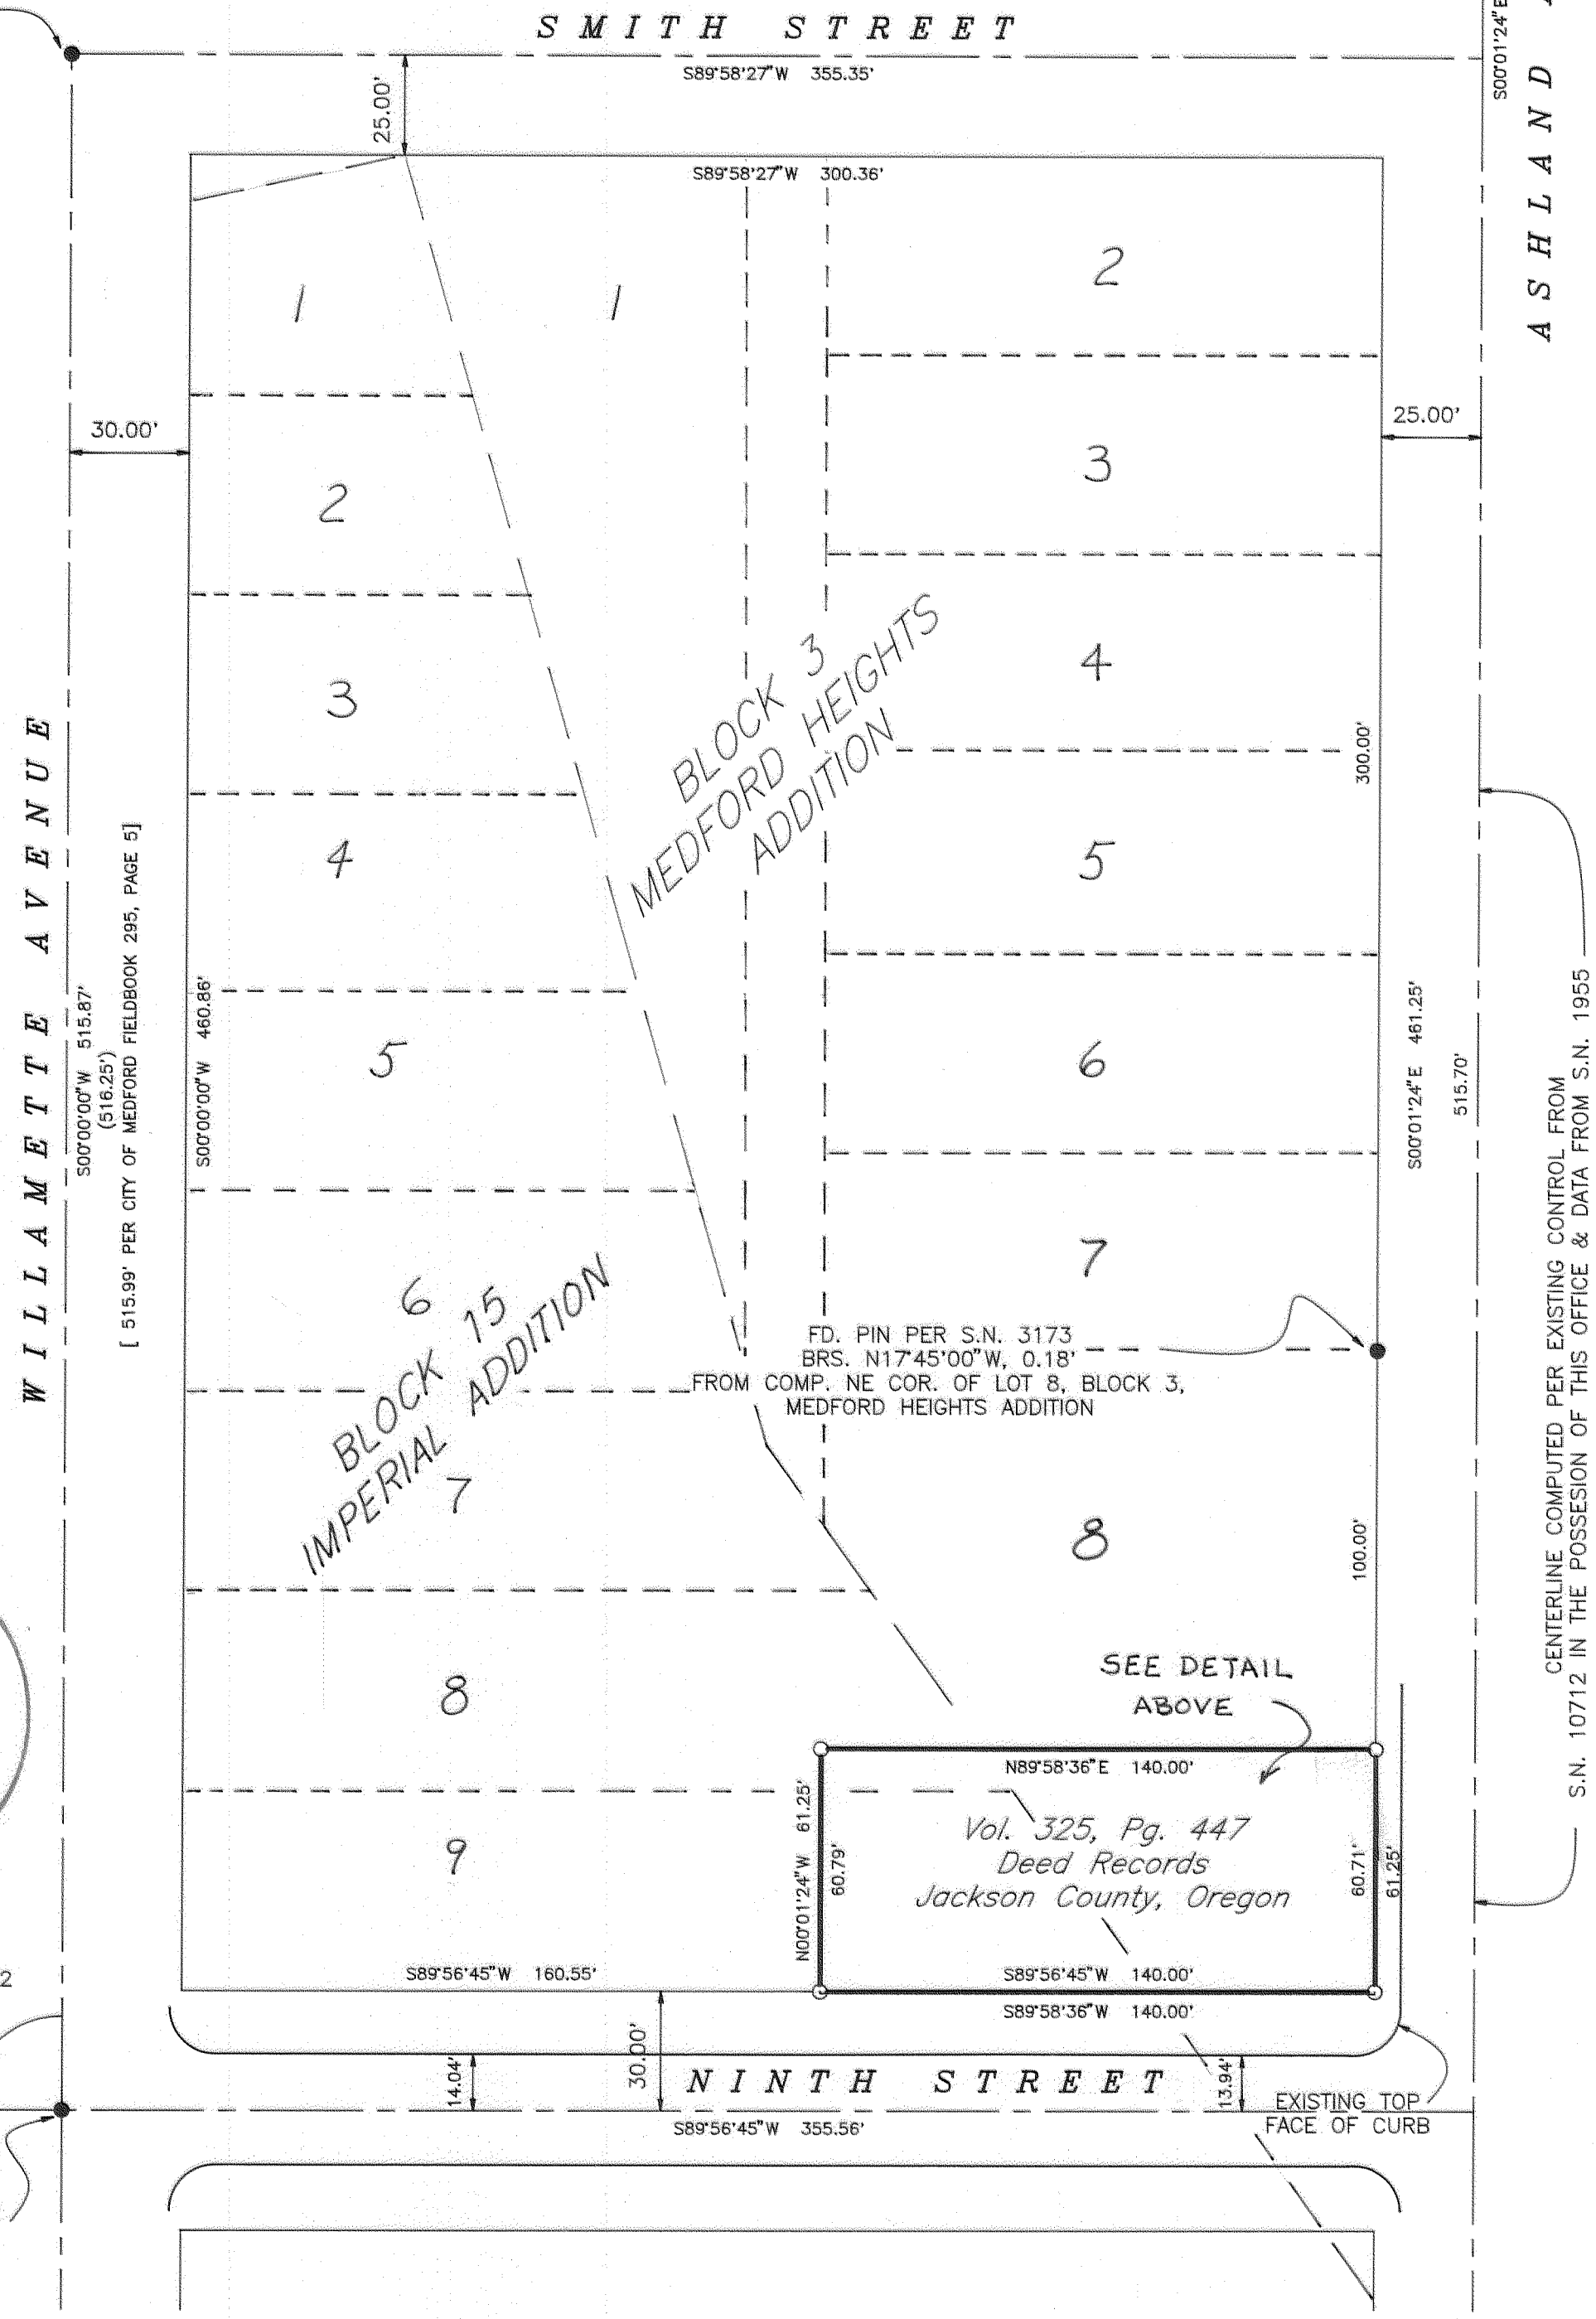 SMITH STREET
S89°58'27"W 355.35'
25.00'
S00°01'24"E
ASHLAND
S89°58'27"W 300.36'
1
1
2
30.00'
25.00'
2
3
3
4
BLOCK 3
MEDFORD HEIGHTS
ADDITION
300.00'
4
5
WILLAMETTE AVENUE
S00°00'00"W 515.87'
(516.25')
[ 515.99' PER CITY OF MEDFORD FIELDBOOK 295, PAGE 5]
S00°00'00"W 460.86'
5
6
S00°01'24"E 461.25'
515.70'
CENTERLINE COMPUTED PER EXISTING CONTROL FROM
S.N. 10712 IN THE POSSESION OF THIS OFFICE & DATA FROM S.N. 1955
6
7
BLOCK 15
IMPERIAL ADDITION
FD. PIN PER S.N. 3173
BRS. N17°45'00"W, 0.18'
FROM COMP. NE COR. OF LOT 8, BLOCK 3,
MEDFORD HEIGHTS ADDITION
7
8
100.00'
8
SEE DETAIL
ABOVE
N89°58'36"E 140.00'
N00°01'24"W 61.25'
60.79'
Vol. 325, Pg. 447
Deed Records
Jackson County, Oregon
60.71'
61.25'
9
S89°56'45"W 160.55'
S89°56'45"W 140.00'
S89°58'36"W 140.00'
2
14.04'
30.00'
NINTH STREET
13.94'
S89°56'45"W 355.56'
EXISTING TOP
FACE OF CURB